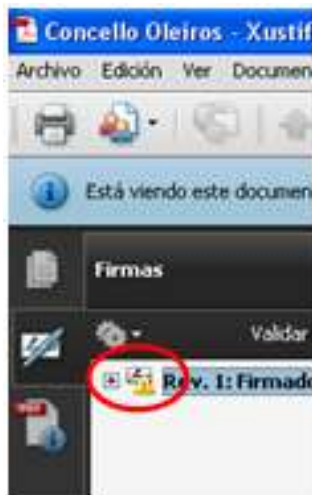 Concello Oleiros - Xustif
Archivo Edición Ver Documen
Está viendo este documen
Firmas
Validar
Rev. 1: Firmado